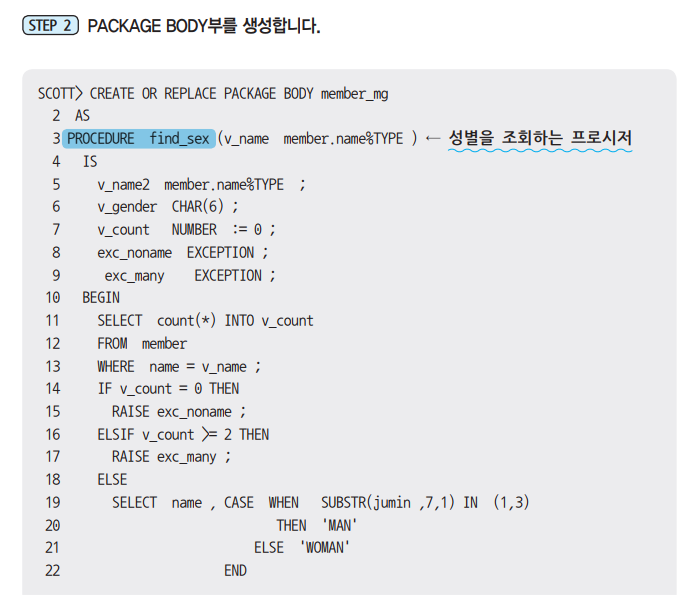 STEP 2 PACKAGE BODY부를 생성합니다.
SCOTT> CREATE OR REPLACE PACKAGE BODY member_mg
2 AS
3 PROCEDURE find_sex (v_name member.name%TYPE ) ← 성별을 조회하는 프로시저
4 IS
5 v_name2 member.name%TYPE ;
6 v_gender CHAR(6) ;
7 v_count NUMBER := 0 ;
8 exc_noname EXCEPTION ;
9 exc_many EXCEPTION ;
10 BEGIN
11 SELECT count(*) INTO v_count
12 FROM member
13 WHERE name = v_name ;
14 IF v_count = 0 THEN
15 RAISE exc_noname ;
16 ELSIF v_count >= 2 THEN
17 RAISE exc_many ;
18 ELSE
19 SELECT name , CASE WHEN SUBSTR(jumin ,7,1) IN (1,3)
20 THEN 'MAN'
21 ELSE 'WOMAN'
22 END